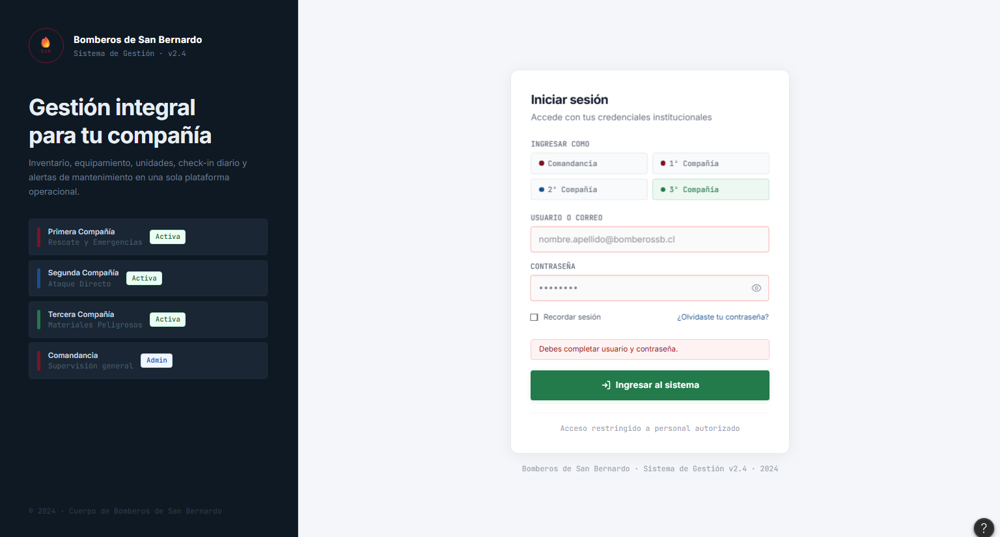 BSB
Bomberos de San Bernardo
Sistema de Gestión · v2.4
Gestión integral
para tu compañía
Inventario, equipamiento, unidades, check-in diario y
alertas de mantenimiento en una sola plataforma
operacional.
Primera Compañía
Rescate y Emergencias
Activa
Segunda Compañía
Ataque Directo
Activa
Tercera Compañía
Materiales Peligrosos
Activa
Comandancia
Supervisión general
Admin
© 2024 · Cuerpo de Bomberos de San Bernardo
Iniciar sesión
Accede con tus credenciales institucionales
INGRESAR COMO
Comandancia
1ª Compañía
2ª Compañía
3ª Compañía
USUARIO O CORREO
nombre.apellido@bomberossb.cl
CONTRASEÑA
••••••••
Recordar sesión
¿Olvidaste tu contraseña?
Debes completar usuario y contraseña.
Ingresar al sistema
Acceso restringido a personal autorizado
Bomberos de San Bernardo · Sistema de Gestión v2.4 · 2024
?